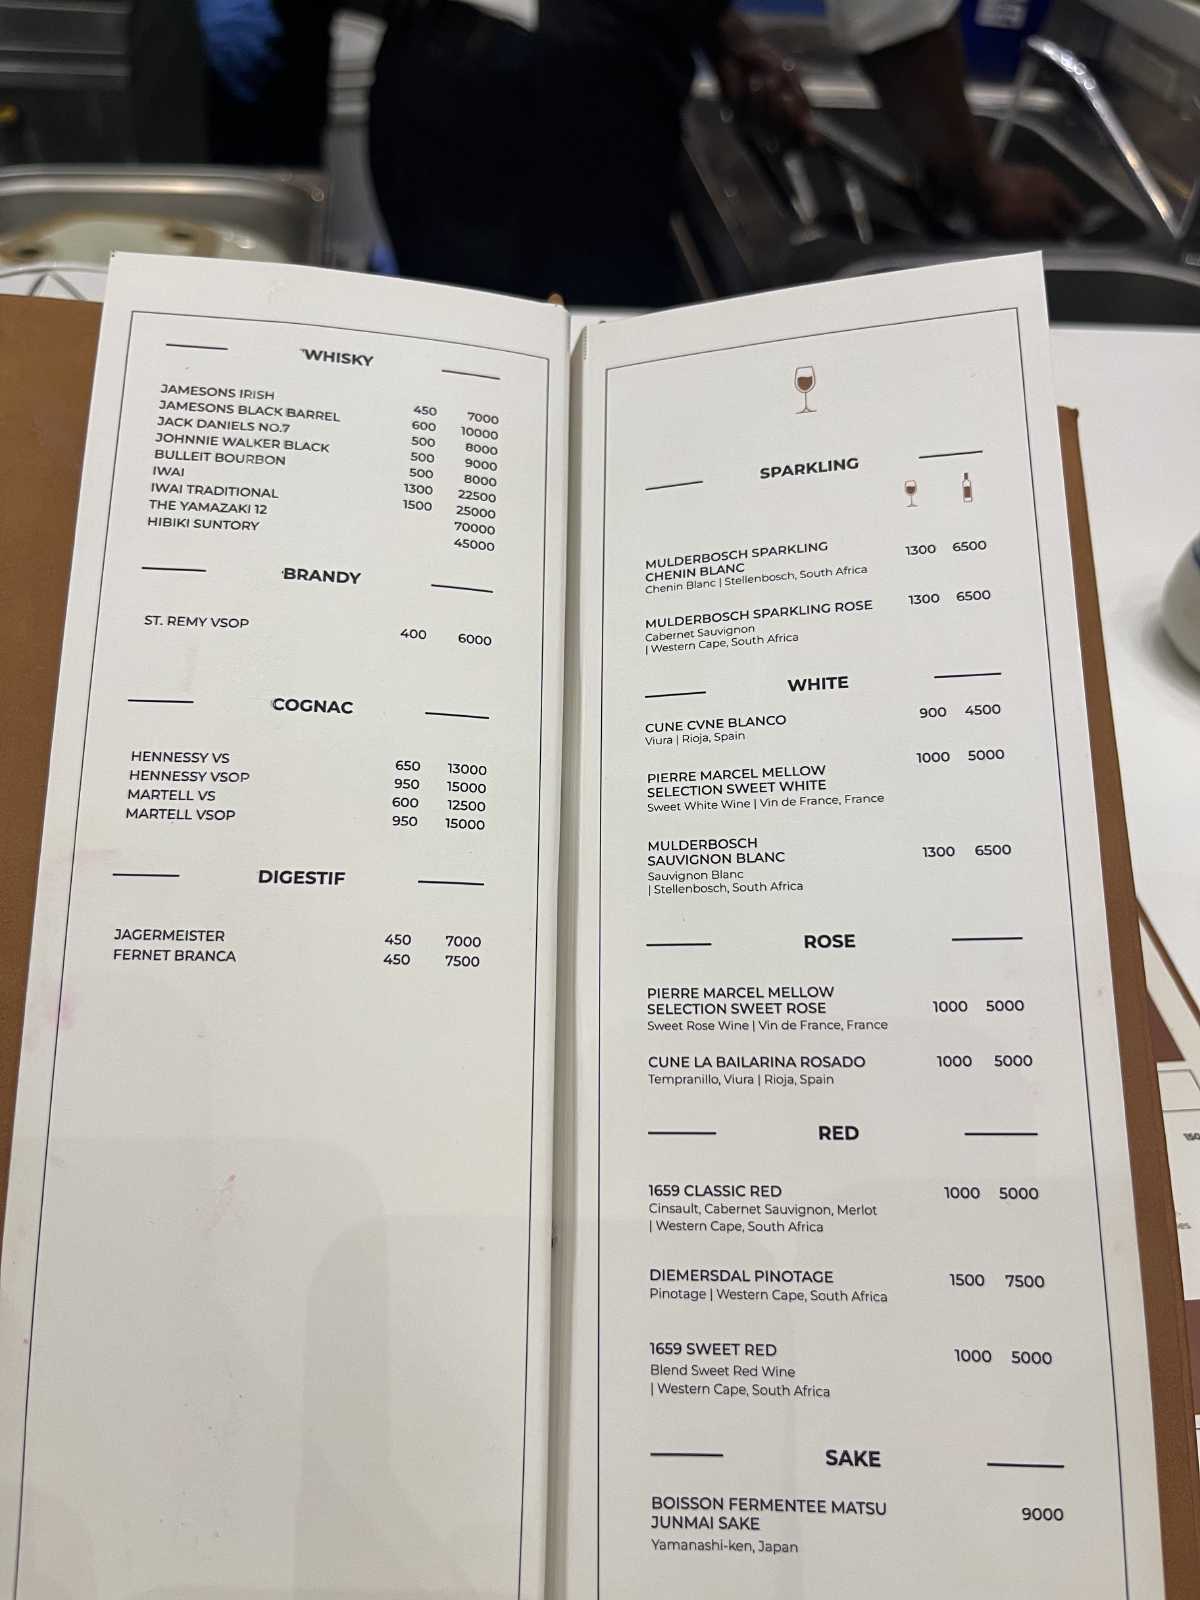 WHISKY
JAMESONS IRISH 450 7000
JAMESONS BLACK BARREL 600 10000
JACK DANIELS NO.7 500 8000
JOHNNIE WALKER BLACK 500 9000
BULLEIT BOURBON 500 8000
IWAI 1300 22500
IWAI TRADITIONAL 1500 25000
THE YAMAZAKI 12 70000
HIBIKI SUNTORY 45000
BRANDY
ST. REMY VSOP 400 6000
COGNAC
HENNESSY VS 650 13000
HENNESSY VSOP 950 15000
MARTELL VS 600 12500
MARTELL VSOP 950 15000
DIGESTIF
JAGERMEISTER 450 7000
FERNET BRANCA 450 7500
SPARKLING
MULDERBOSCH SPARKLING 1300 6500
CHENIN BLANC
Chenin Blanc | Stellenbosch, South Africa
MULDERBOSCH SPARKLING ROSE 1300 6500
Cabernet Sauvignon
| Western Cape, South Africa
WHITE
CUNE CVNE BLANCO 900 4500
Viura | Rioja, Spain
PIERRE MARCEL MELLOW 1000 5000
SELECTION SWEET WHITE
Sweet White Wine | Vin de France, France
MULDERBOSCH
SAUVIGNON BLANC 1300 6500
Sauvignon Blanc
| Stellenbosch, South Africa
ROSE
PIERRE MARCEL MELLOW
SELECTION SWEET ROSE 1000 5000
Sweet Rose Wine | Vin de France, France
CUNE LA BAILARINA ROSADO 1000 5000
Tempranillo, Viura | Rioja, Spain
RED
1659 CLASSIC RED 1000 5000
Cinsault, Cabernet Sauvignon, Merlot
| Western Cape, South Africa
DIEMERSDAL PINOTAGE 1500 7500
Pinotage | Western Cape, South Africa
1659 SWEET RED 1000 5000
Blend Sweet Red Wine
| Western Cape, South Africa
SAKE
BOISSON FERMENTEE MATSU 9000
JUNMAI SAKE
Yamanashi-ken, Japan